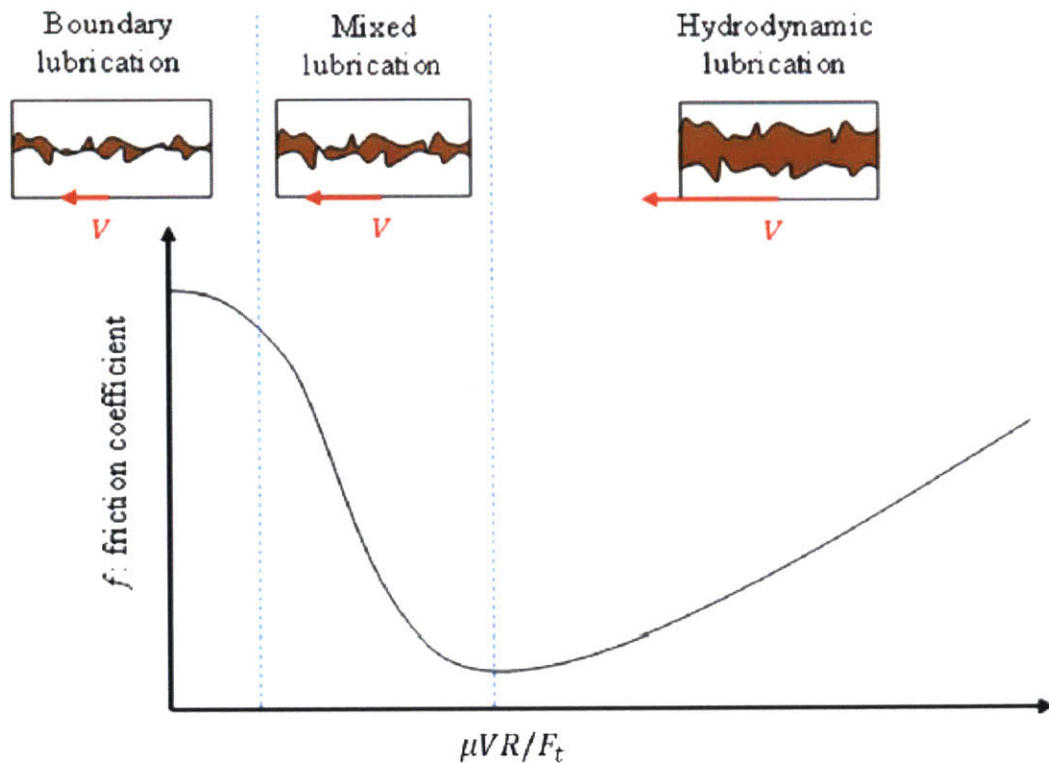 Boundary
lubrication
Mixed
lubrication
Hydrodynamic
lubrication
V
V
V
f: friction coefficient
μVR/Fₜ